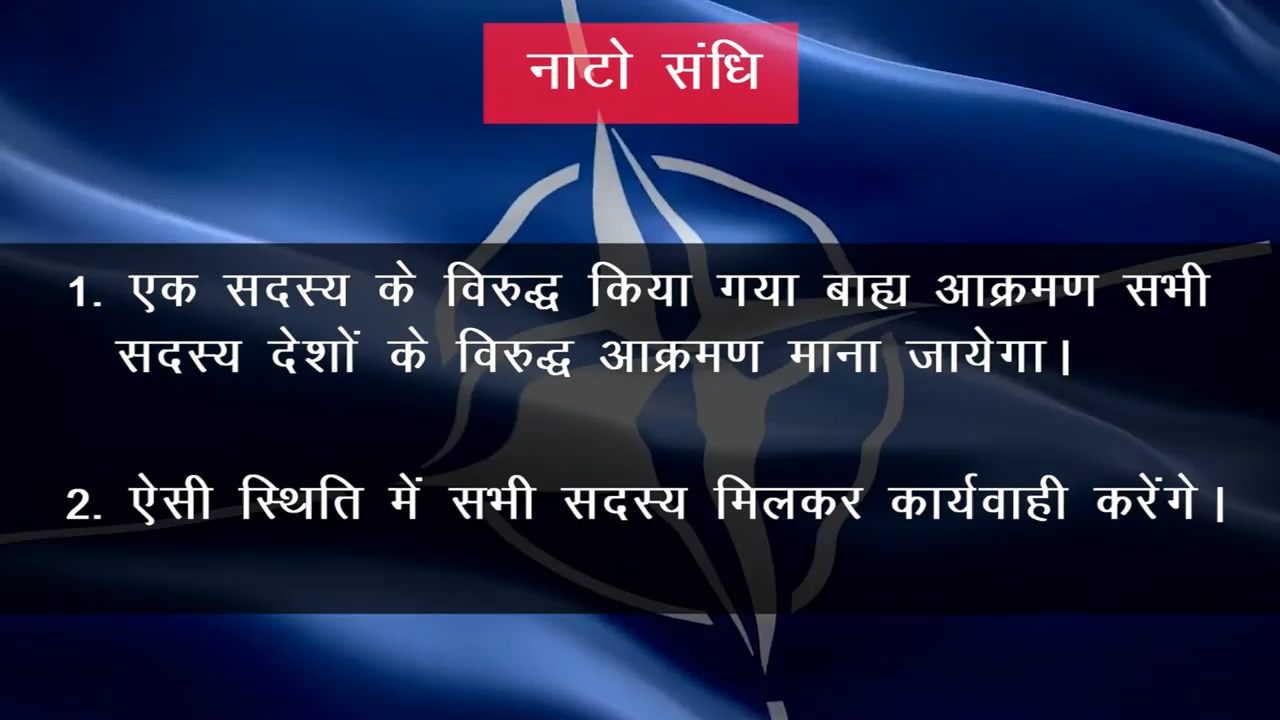 नाटो संधि
1. एक सदस्य के विरुद्ध किया गया बाह्य आक्रमण सभी
सदस्य देशों के विरुद्ध आक्रमण माना जायेगा।
2. ऐसी स्थिति में सभी सदस्य मिलकर कार्यवाही करेंगे।